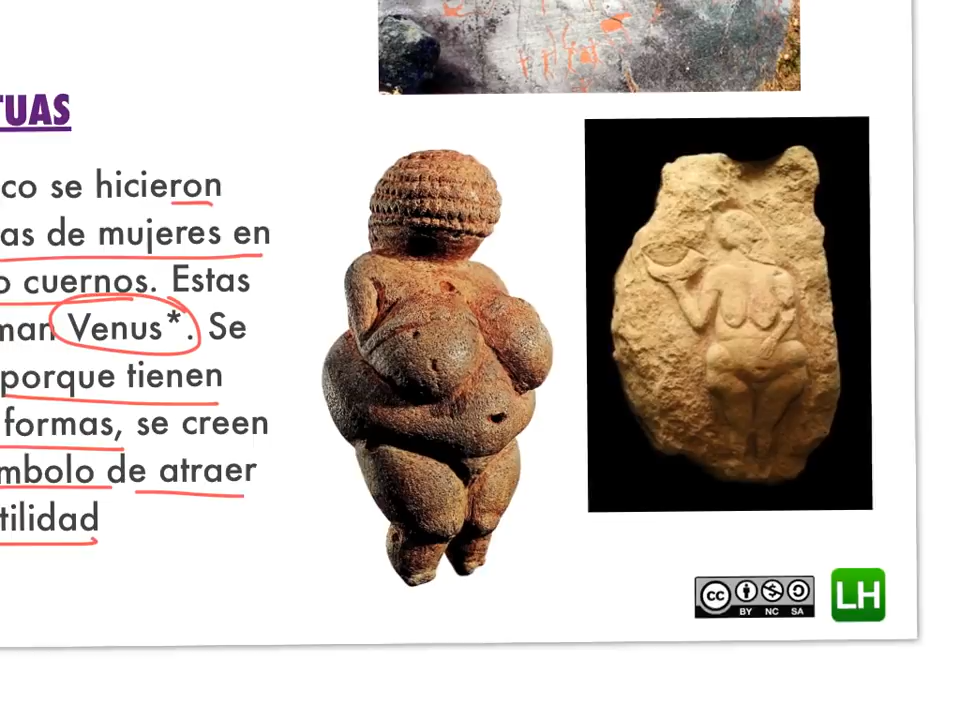 TUAS
co se hicieron
as de mujeres en
o cuernos. Estas
man Venus*. Se
porque tienen
formas, se creen
mbolo de atraer
tilidad
cc BY NC SA
LH